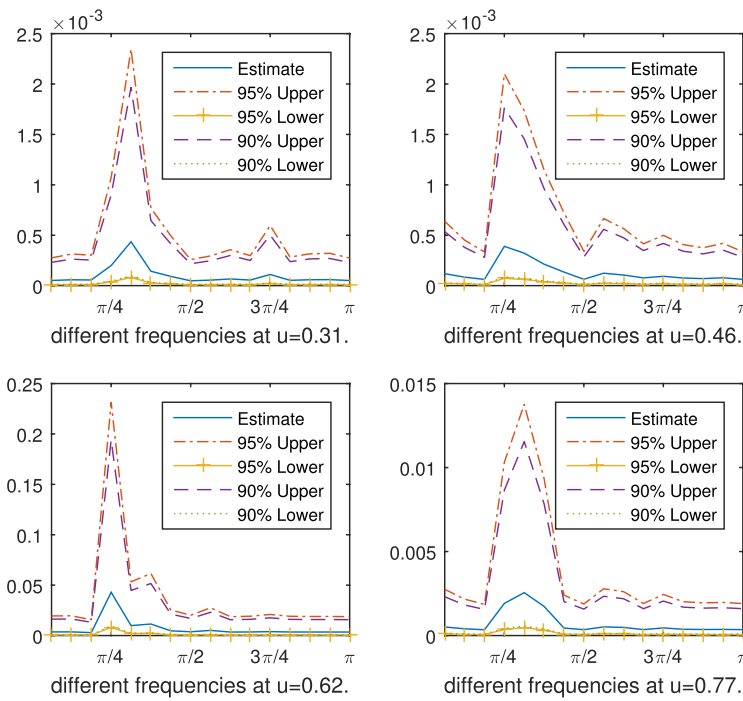 ×10⁻³
2.5
2
1.5
1
0.5
0
π/4 π/2 3π/4 π
Estimate
95% Upper
95% Lower
90% Upper
90% Lower
different frequencies at u=0.31.
×10⁻³
2.5
2
1.5
1
0.5
0
π/4 π/2 3π/4 π
Estimate
95% Upper
95% Lower
90% Upper
90% Lower
different frequencies at u=0.46.
0.25
0.2
0.15
0.1
0.05
0
π/4 π/2 3π/4 π
Estimate
95% Upper
95% Lower
90% Upper
90% Lower
different frequencies at u=0.62.
0.015
0.01
0.005
0
π/4 π/2 3π/4 π
Estimate
95% Upper
95% Lower
90% Upper
90% Lower
different frequencies at u=0.77.